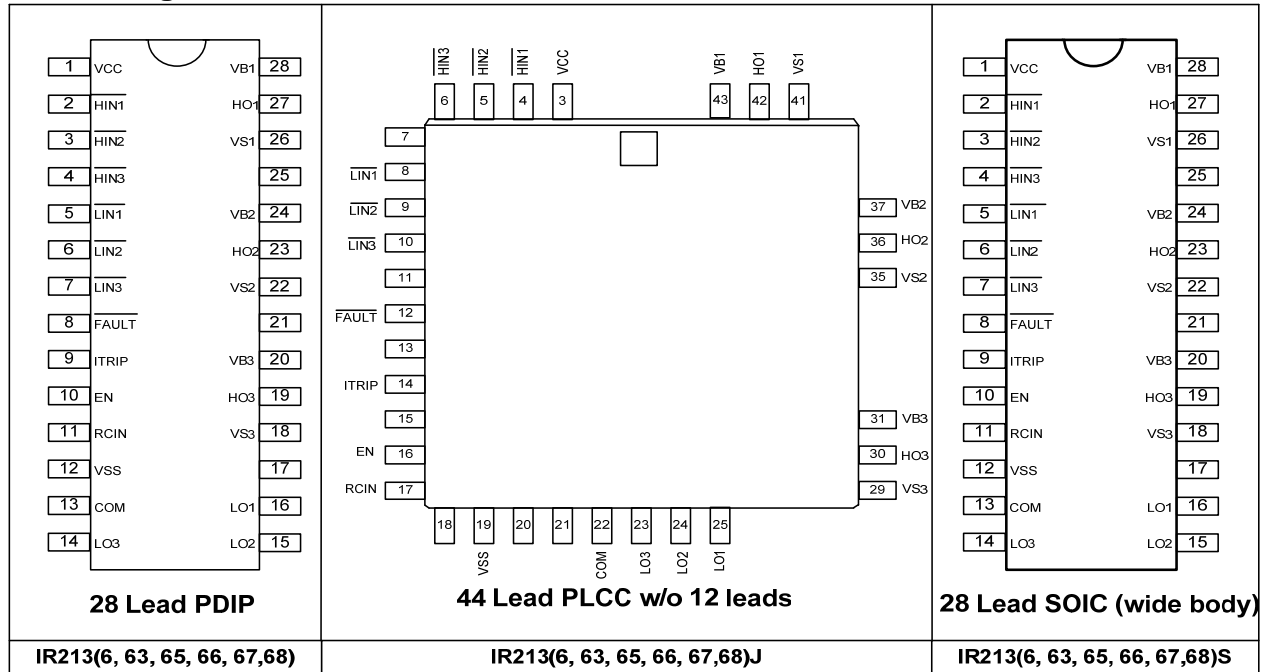 1 VCC VB1 28
2 HIN1 HO1 27
3 HIN2 VS1 26
4 HIN3 25
5 LIN1 VB2 24
6 LIN2 HO2 23
7 LIN3 VS2 22
8 FAULT 21
9 ITRIP VB3 20
10 EN HO3 19
11 RCIN VS3 18
12 VSS 17
13 COM LO1 16
14 LO3 LO2 15
28 Lead PDIP
IR213(6, 63, 65, 66, 67,68)
HIN3 HIN2 HIN1 VCC VB1 HO1 VS1
6 5 4 3 43 42 41
7
LIN1 8
LIN2 9 37 VB2
LIN3 10 36 HO2
11 35 VS2
FAULT 12
13
ITRIP 14
15 31 VB3
EN 16 30 HO3
RCIN 17 29 VS3
18 19 20 21 22 23 24 25
VSS COM LO3 LO2 LO1
44 Lead PLCC w/o 12 leads
IR213(6, 63, 65, 66, 67,68)J
1 VCC VB1 28
2 HIN1 HO1 27
3 HIN2 VS1 26
4 HIN3 25
5 LIN1 VB2 24
6 LIN2 HO2 23
7 LIN3 VS2 22
8 FAULT 21
9 ITRIP VB3 20
10 EN HO3 19
11 RCIN VS3 18
12 VSS 17
13 COM LO1 16
14 LO3 LO2 15
28 Lead SOIC (wide body)
IR213(6, 63, 65, 66, 67,68)S